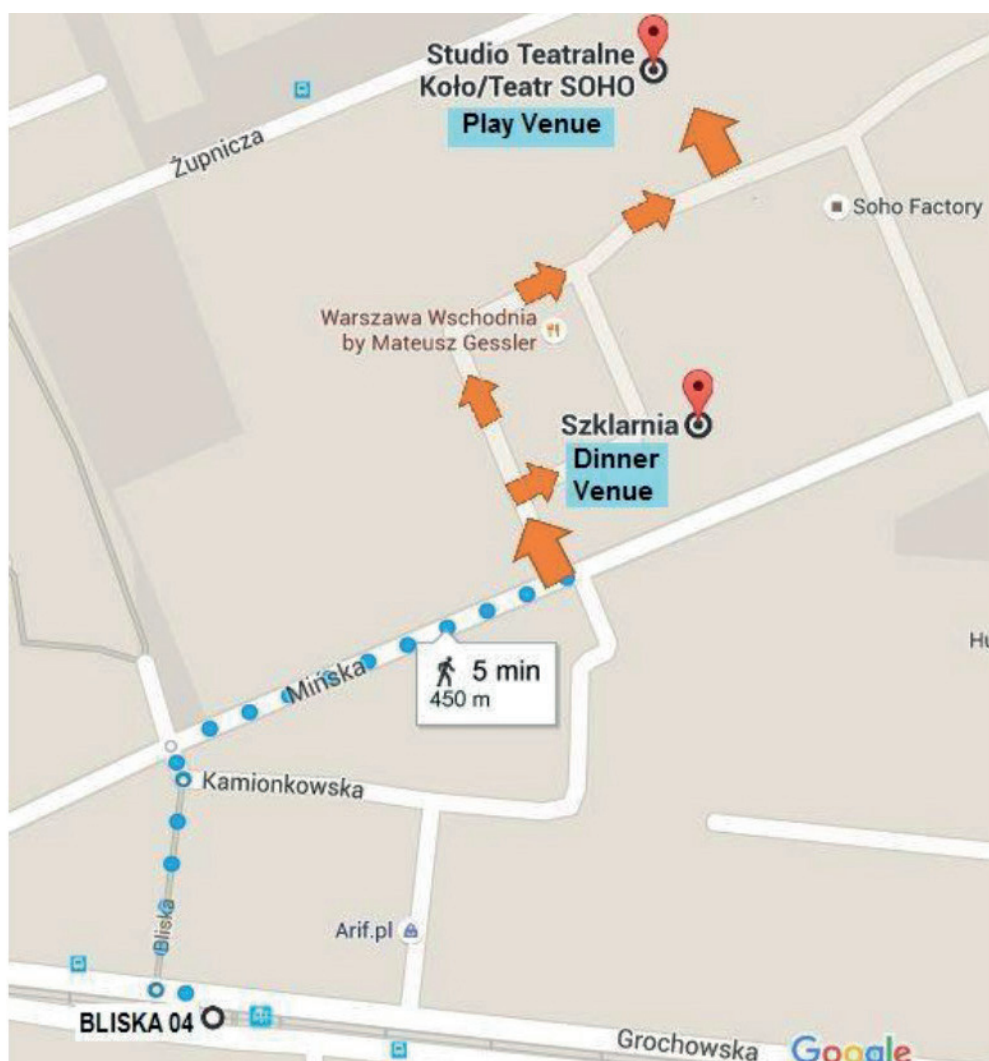 Studio Teatralne
Koło/Teatr SOHO
Play Venue
Żupnicza
Soho Factory
Warszawa Wschodnia
by Mateusz Gessler
Szklarnia
Dinner
Venue
Mińska
5 min
450 m
Hu
Kamionkowska
Bliska
Arif.pl
BLISKA 04
Grochowska
Google